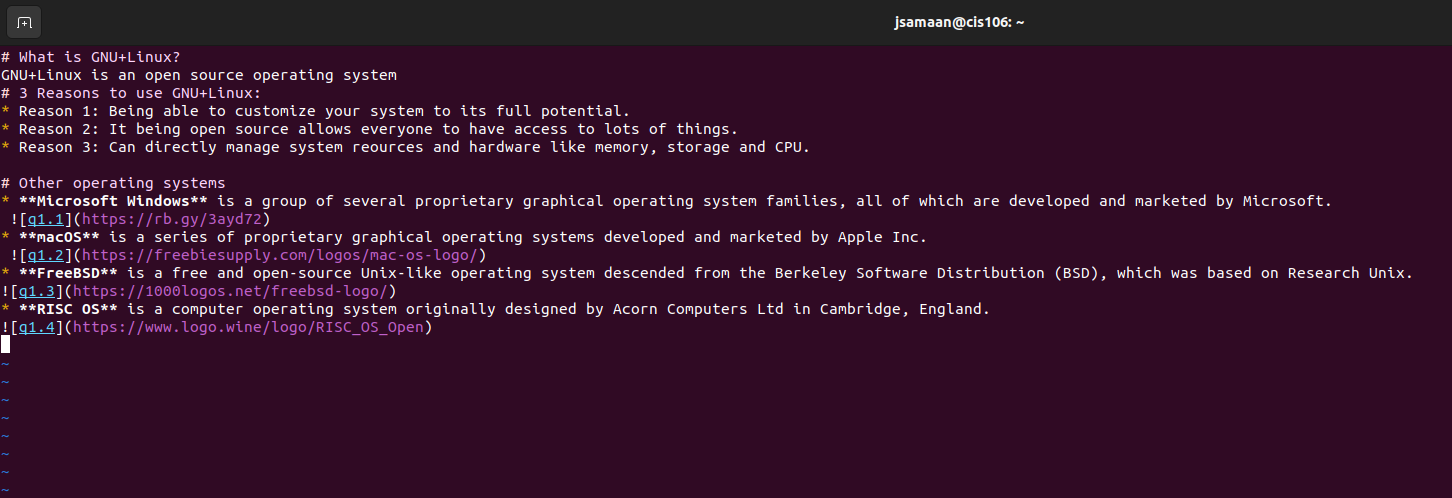 jsamaan@cis106: ~
# What is GNU+Linux?
GNU+Linux is an open source operating system
# 3 Reasons to use GNU+Linux:
* Reason 1: Being able to customize your system to its full potential.
* Reason 2: It being open source allows everyone to have access to lots of things.
* Reason 3: Can directly manage system reources and hardware like memory, storage and CPU.

# Other operating systems
* **Microsoft Windows** is a group of several proprietary graphical operating system families, all of which are developed and marketed by Microsoft.
 ![q1.1](https://rb.gy/3ayd72)
* **macOS** is a series of proprietary graphical operating systems developed and marketed by Apple Inc.
 ![q1.2](https://freebiesupply.com/logos/mac-os-logo/)
* **FreeBSD** is a free and open-source Unix-like operating system descended from the Berkeley Software Distribution (BSD), which was based on Research Unix.
![q1.3](https://1000logos.net/freebsd-logo/)
* **RISC OS** is a computer operating system originally designed by Acorn Computers Ltd in Cambridge, England.
![q1.4](https://www.logo.wine/logo/RISC_OS_Open)
~
~
~
~
~
~
~
~